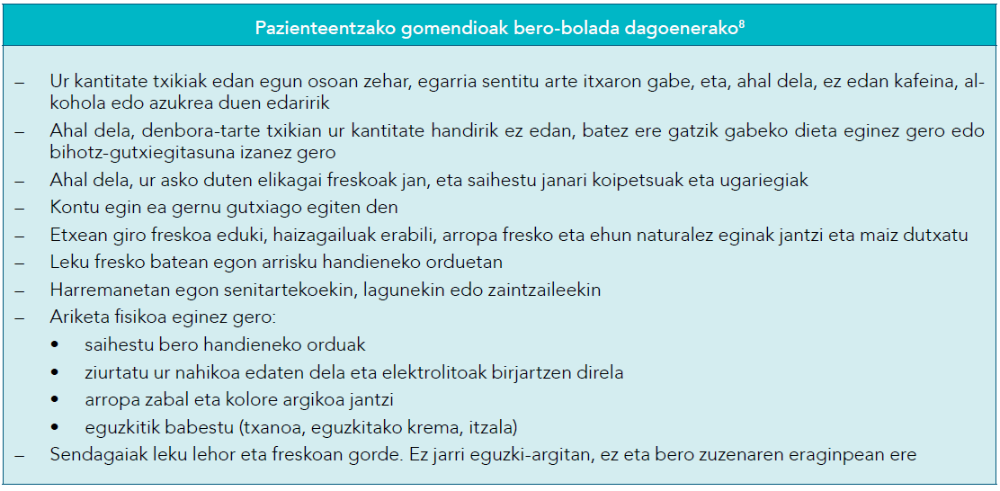 Pazienteentzako gomendioak bero-bolada dagoenerako⁸
– Ur kantitate txikiak edan egun osoan zehar, egarria sentitu arte itxaron gabe, eta, ahal dela, ez edan kafeina, al-
kohola edo azukrea duen edaririk
– Ahal dela, denbora-tarte txikian ur kantitate handirik ez edan, batez ere gatzik gabeko dieta eginez gero edo
bihotz-gutxiegitasuna izanez gero
– Ahal dela, ur asko duten elikagai freskoak jan, eta saihestu janari koipetsuak eta ugariegiak
– Kontu egin ea gernu gutxiago egiten den
– Etxean giro freskoa eduki, haizagailuak erabili, arropa fresko eta ehun naturalez eginak jantzi eta maiz dutxatu
– Leku fresko batean egon arrisku handieneko orduetan
– Harremanetan egon senitartekoekin, lagunekin edo zaintzaileekin
– Ariketa fisikoa eginez gero:
• saihestu bero handieneko orduak
• ziurtatu ur nahikoa edaten dela eta elektrolitoak birjartzen direla
• arropa zabal eta kolore argikoa jantzi
• eguzkitik babestu (txanoa, eguzkitako krema, itzala)
– Sendagaiak leku lehor eta freskoan gorde. Ez jarri eguzki-argitan, ez eta bero zuzenaren eraginpean ere